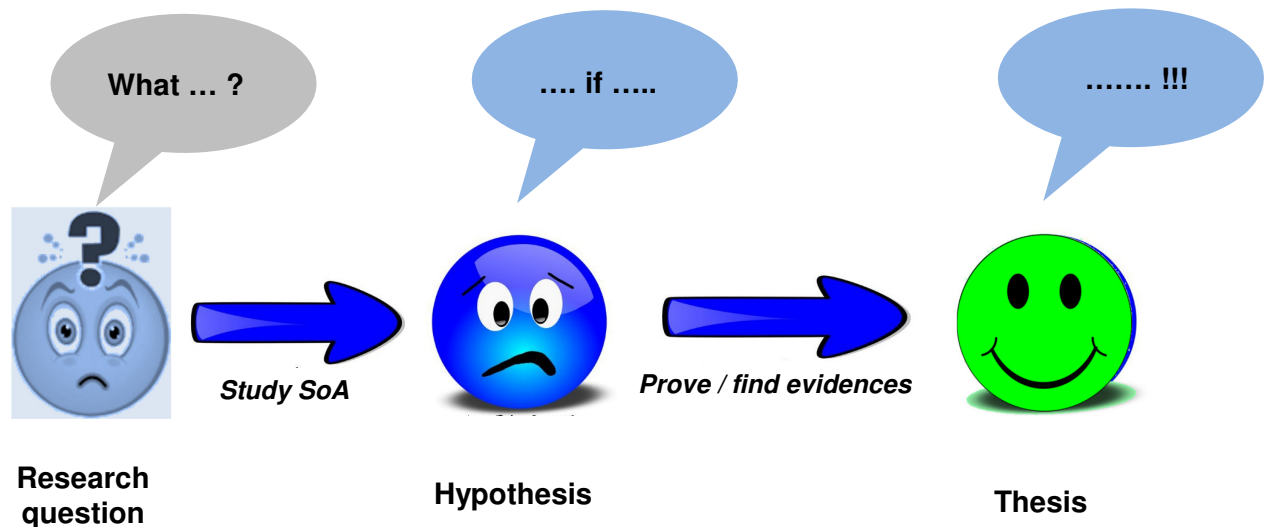 What … ?
…. if …..
……. !!!
?
Study SoA
Prove / find evidences
Research
question
Hypothesis
Thesis